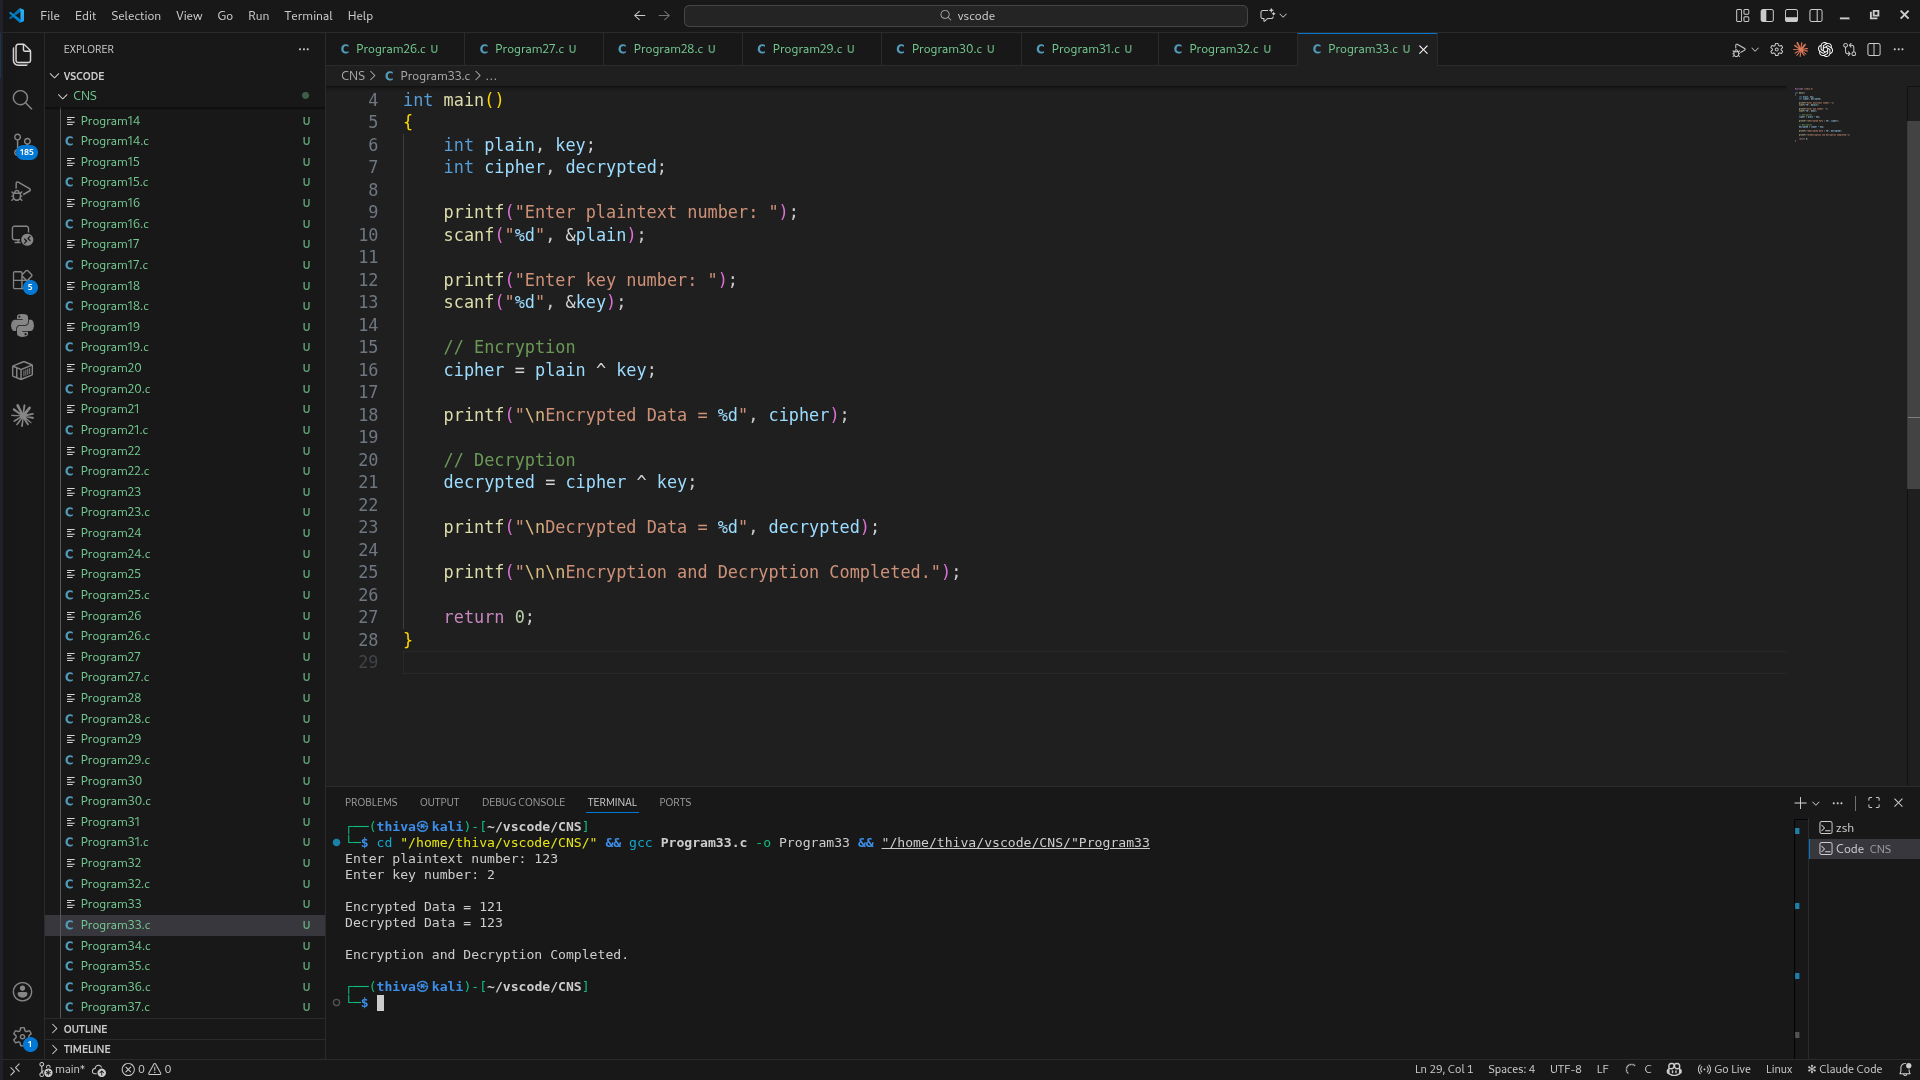 File Edit Selection View Go Run Terminal Help
vscode
EXPLORER
VSCODE
CNS
Program14 U
Program14.c U
Program15 U
Program15.c U
Program16 U
Program16.c U
Program17 U
Program17.c U
Program18 U
Program18.c U
Program19 U
Program19.c U
Program20 U
Program20.c U
Program21 U
Program21.c U
Program22 U
Program22.c U
Program23 U
Program23.c U
Program24 U
Program24.c U
Program25 U
Program25.c U
Program26 U
Program26.c U
Program27 U
Program27.c U
Program28 U
Program28.c U
Program29 U
Program29.c U
Program30 U
Program30.c U
Program31 U
Program31.c U
Program32 U
Program32.c U
Program33 U
Program33.c U
Program34.c U
Program35.c U
Program36.c U
Program37.c U
OUTLINE
TIMELINE
185
5
1
Program26.c U Program27.c U Program28.c U Program29.c U Program30.c U Program31.c U Program32.c U Program33.c U
CNS > Program33.c > ...
4 int main()
5 {
6 int plain, key;
7 int cipher, decrypted;
8
9 printf("Enter plaintext number: ");
10 scanf("%d", &plain);
11
12 printf("Enter key number: ");
13 scanf("%d", &key);
14
15 // Encryption
16 cipher = plain ^ key;
17
18 printf("\nEncrypted Data = %d", cipher);
19
20 // Decryption
21 decrypted = cipher ^ key;
22
23 printf("\nDecrypted Data = %d", decrypted);
24
25 printf("\n\nEncryption and Decryption Completed.");
26
27 return 0;
28 }
29
PROBLEMS OUTPUT DEBUG CONSOLE TERMINAL PORTS
┌──(thiva㉿kali)-[~/vscode/CNS]
└─$ cd "/home/thiva/vscode/CNS/" && gcc Program33.c -o Program33 && "/home/thiva/vscode/CNS/"Program33
Enter plaintext number: 123
Enter key number: 2
Encrypted Data = 121
Decrypted Data = 123
Encryption and Decryption Completed.
┌──(thiva㉿kali)-[~/vscode/CNS]
└─$
zsh
Code CNS
main* 0 0 Ln 29, Col 1 Spaces: 4 UTF-8 LF C Go Live Linux Claude Code